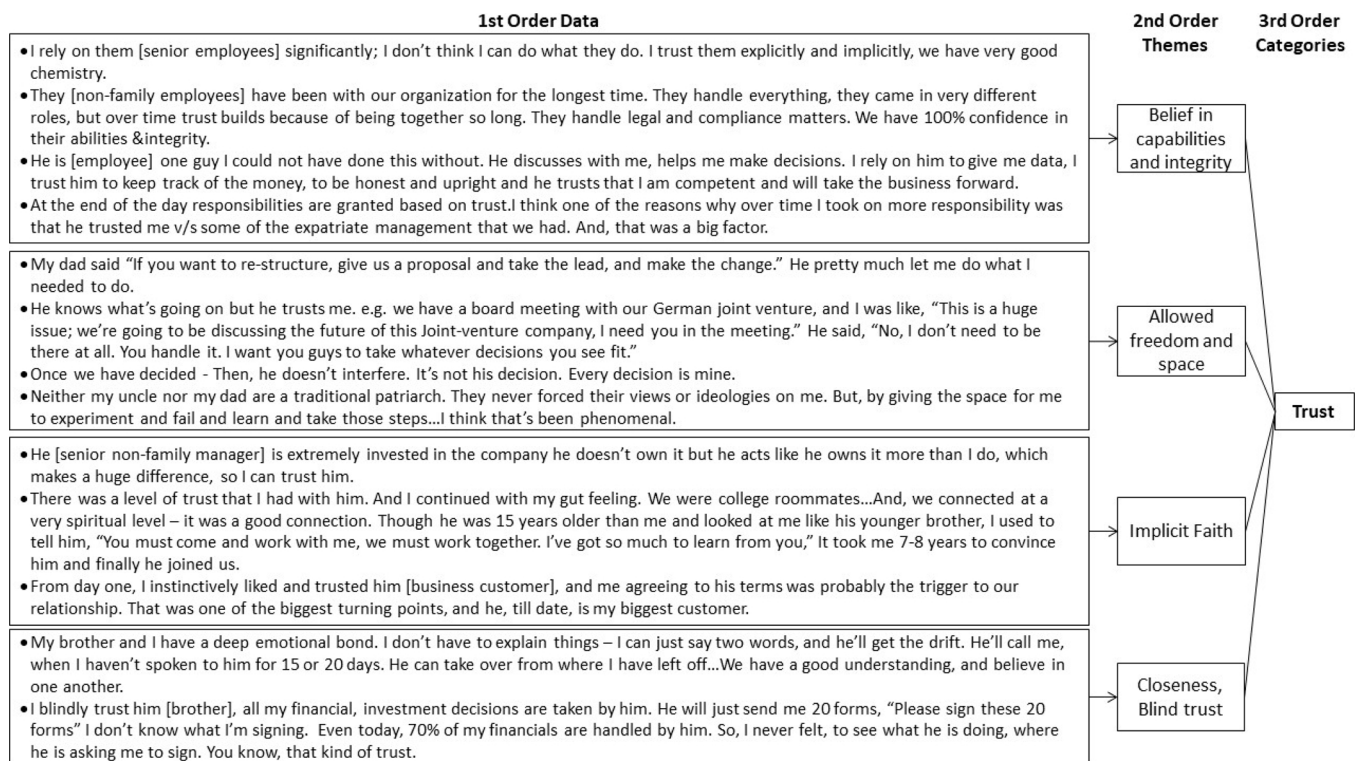 1st Order Data
2nd Order
Themes
3rd Order
Categories
• I rely on them [senior employees] significantly; I don’t think I can do what they do. I trust them explicitly and implicitly, we have very good
chemistry.
• They [non-family employees] have been with our organization for the longest time. They handle everything, they came in very different
roles, but over time trust builds because of being together so long. They handle legal and compliance matters. We have 100% confidence in
their abilities &integrity.
• He is [employee] one guy I could not have done this without. He discusses with me, helps me make decisions. I rely on him to give me data, I
trust him to keep track of the money, to be honest and upright and he trusts that I am competent and will take the business forward.
• At the end of the day responsibilities are granted based on trust.I think one of the reasons why over time I took on more responsibility was
that he trusted me v/s some of the expatriate management that we had. And, that was a big factor.
Belief in
capabilities
and integrity
• My dad said “If you want to re-structure, give us a proposal and take the lead, and make the change.” He pretty much let me do what I
needed to do.
• He knows what’s going on but he trusts me. e.g. we have a board meeting with our German joint venture, and I was like, “This is a huge
issue; we’re going to be discussing the future of this Joint-venture company, I need you in the meeting.” He said, “No, I don’t need to be
there at all. You handle it. I want you guys to take whatever decisions you see fit.”
• Once we have decided - Then, he doesn’t interfere. It’s not his decision. Every decision is mine.
• Neither my uncle nor my dad are a traditional patriarch. They never forced their views or ideologies on me. But, by giving the space for me
to experiment and fail and learn and take those steps…I think that’s been phenomenal.
Allowed
freedom and
space
Trust
• He [senior non-family manager] is extremely invested in the company he doesn’t own it but he acts like he owns it more than I do, which
makes a huge difference, so I can trust him.
• There was a level of trust that I had with him. And I continued with my gut feeling. We were college roommates…And, we connected at a
very spiritual level – it was a good connection. Though he was 15 years older than me and looked at me like his younger brother, I used to
tell him, “You must come and work with me, we must work together. I’ve got so much to learn from you,” It took me 7-8 years to convince
him and finally he joined us.
• From day one, I instinctively liked and trusted him [business customer], and me agreeing to his terms was probably the trigger to our
relationship. That was one of the biggest turning points, and he, till date, is my biggest customer.
Implicit Faith
• My brother and I have a deep emotional bond. I don’t have to explain things – I can just say two words, and he’ll get the drift. He’ll call me,
when I haven’t spoken to him for 15 or 20 days. He can take over from where I have left off…We have a good understanding, and believe in
one another.
• I blindly trust him [brother], all my financial, investment decisions are taken by him. He will just send me 20 forms, “Please sign these 20
forms” I don’t know what I’m signing. Even today, 70% of my financials are handled by him. So, I never felt, to see what he is doing, where
he is asking me to sign. You know, that kind of trust.
Closeness,
Blind trust